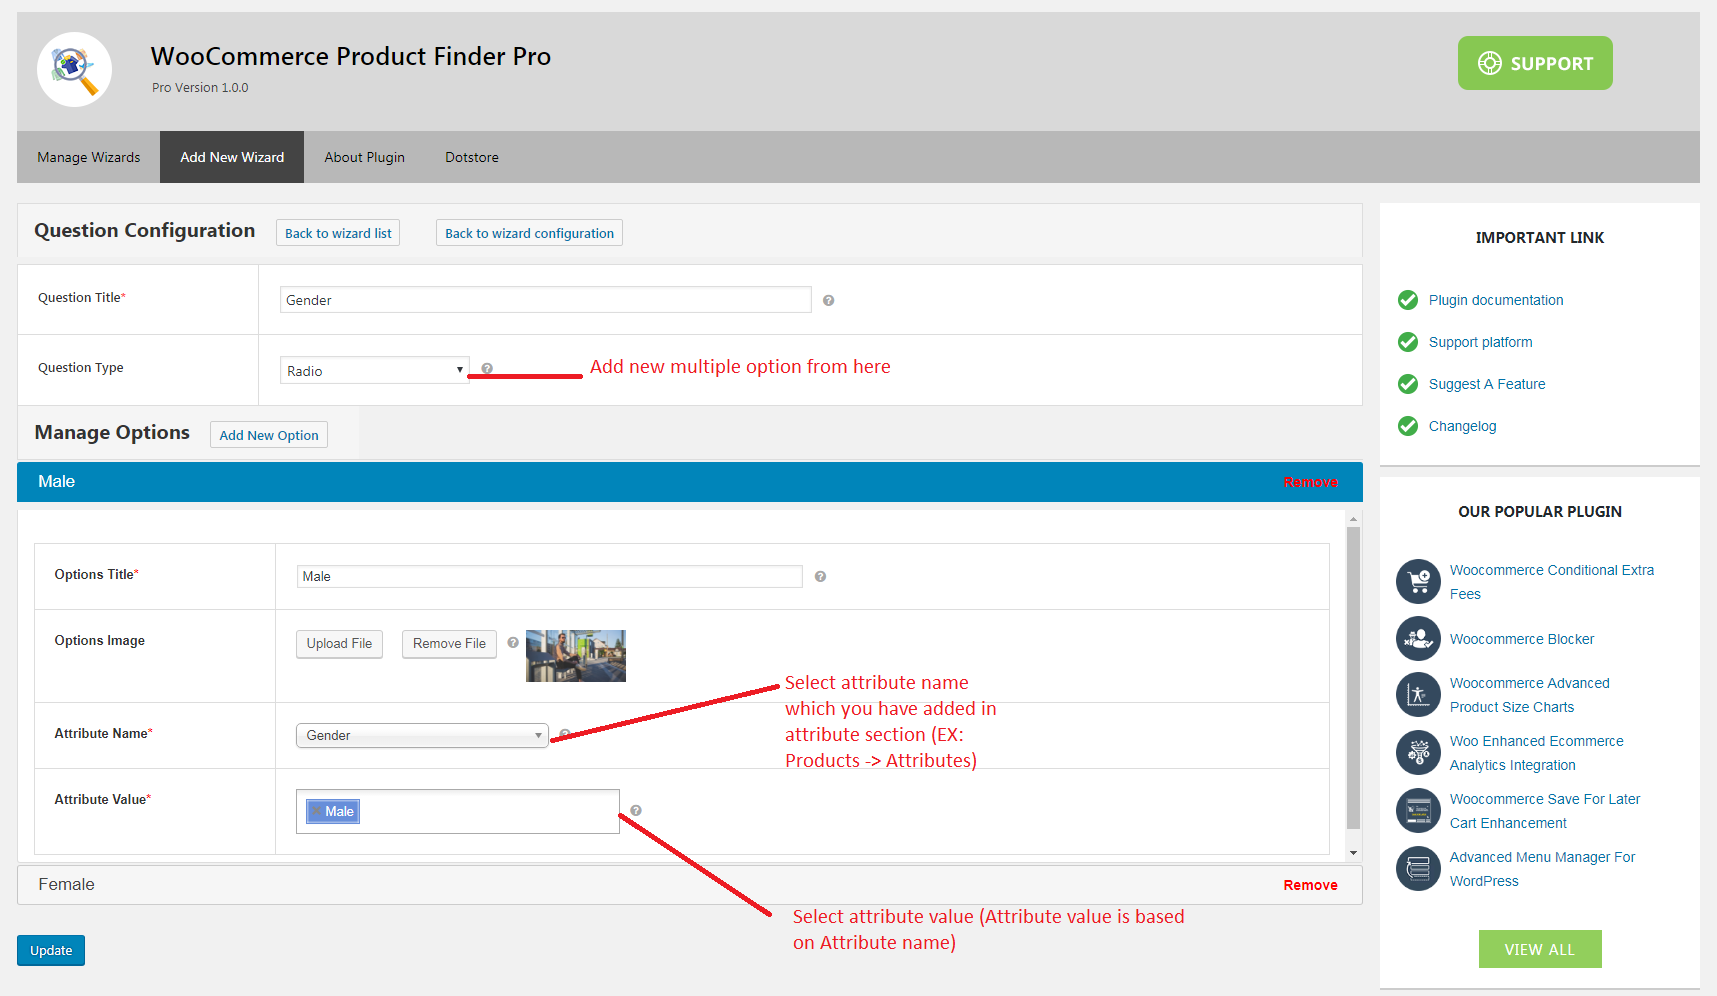 WooCommerce Product Finder Pro
Pro Version 1.0.0
SUPPORT
Manage Wizards
Add New Wizard
About Plugin
Dotstore
Question Configuration
Back to wizard list
Back to wizard configuration
Question Title*
Gender
Question Type
Radio
Add new multiple option from here
Manage Options
Add New Option
Male
Remove
Options Title*
Male
Options Image
Upload File
Remove File
Select attribute name
which you have added in
attribute section (EX:
Products -> Attributes)
Attribute Name*
Gender
Attribute Value*
Male
Female
Remove
Select attribute value (Attribute value is based
on Attribute name)
Update
IMPORTANT LINK
Plugin documentation
Support platform
Suggest A Feature
Changelog
OUR POPULAR PLUGIN
Woocommerce Conditional Extra
Fees
Woocommerce Blocker
Woocommerce Advanced
Product Size Charts
Woo Enhanced Ecommerce
Analytics Integration
Woocommerce Save For Later
Cart Enhancement
Advanced Menu Manager For
WordPress
VIEW ALL